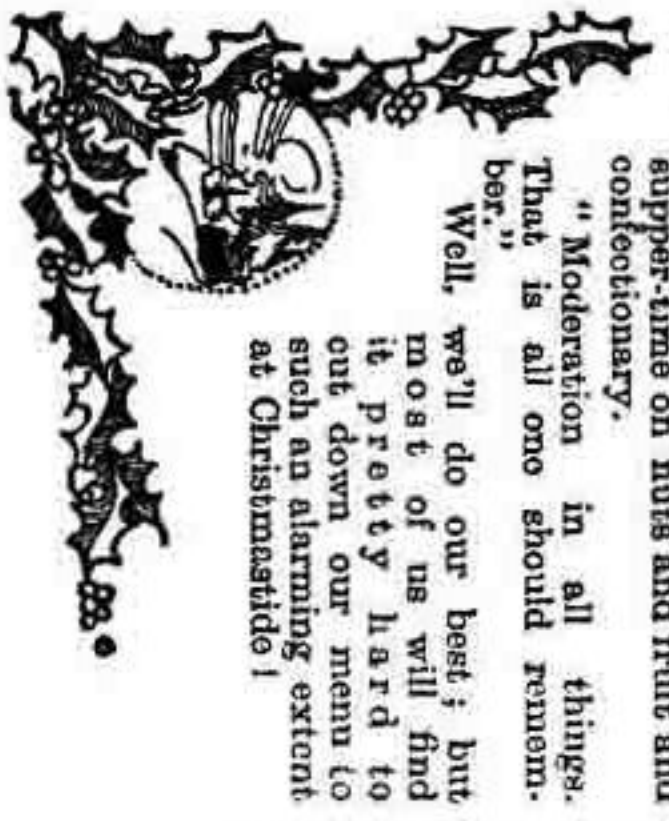 supper-time on nuts and fruit and
confectionary.
"Moderation in all things.
That is all one should remem-
ber."
Well, we'll do our best; but
most of us will find
it pretty hard to
cut down our menu to
such an alarming extent
at Christmastide!